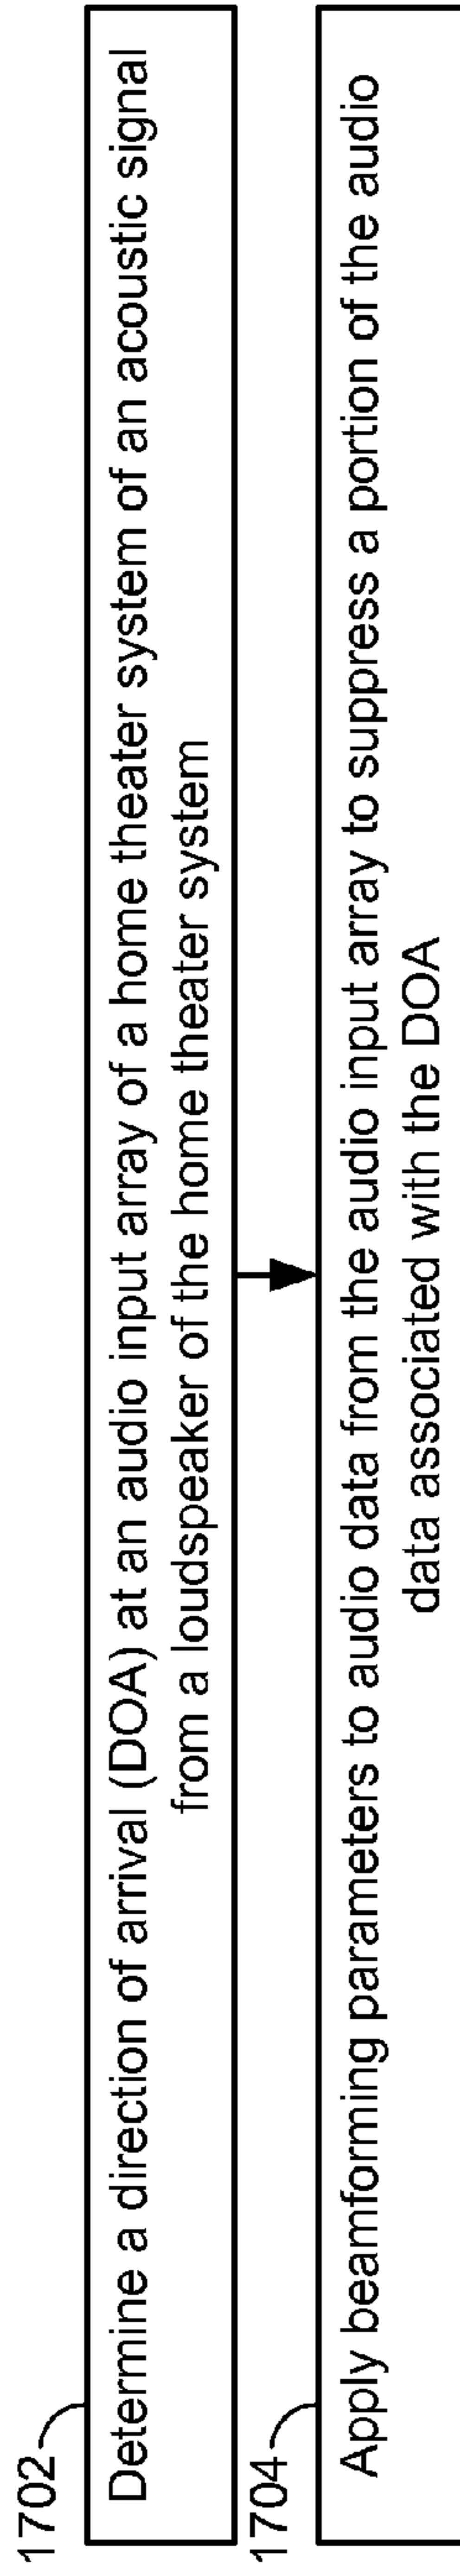 1702
Determine a direction of arrival (DOA) at an audio input array of a home theater system of an acoustic signal
from a loudspeaker of the home theater system
1704
Apply beamforming parameters to audio data from the audio input array to suppress a portion of the audio
data associated with the DOA